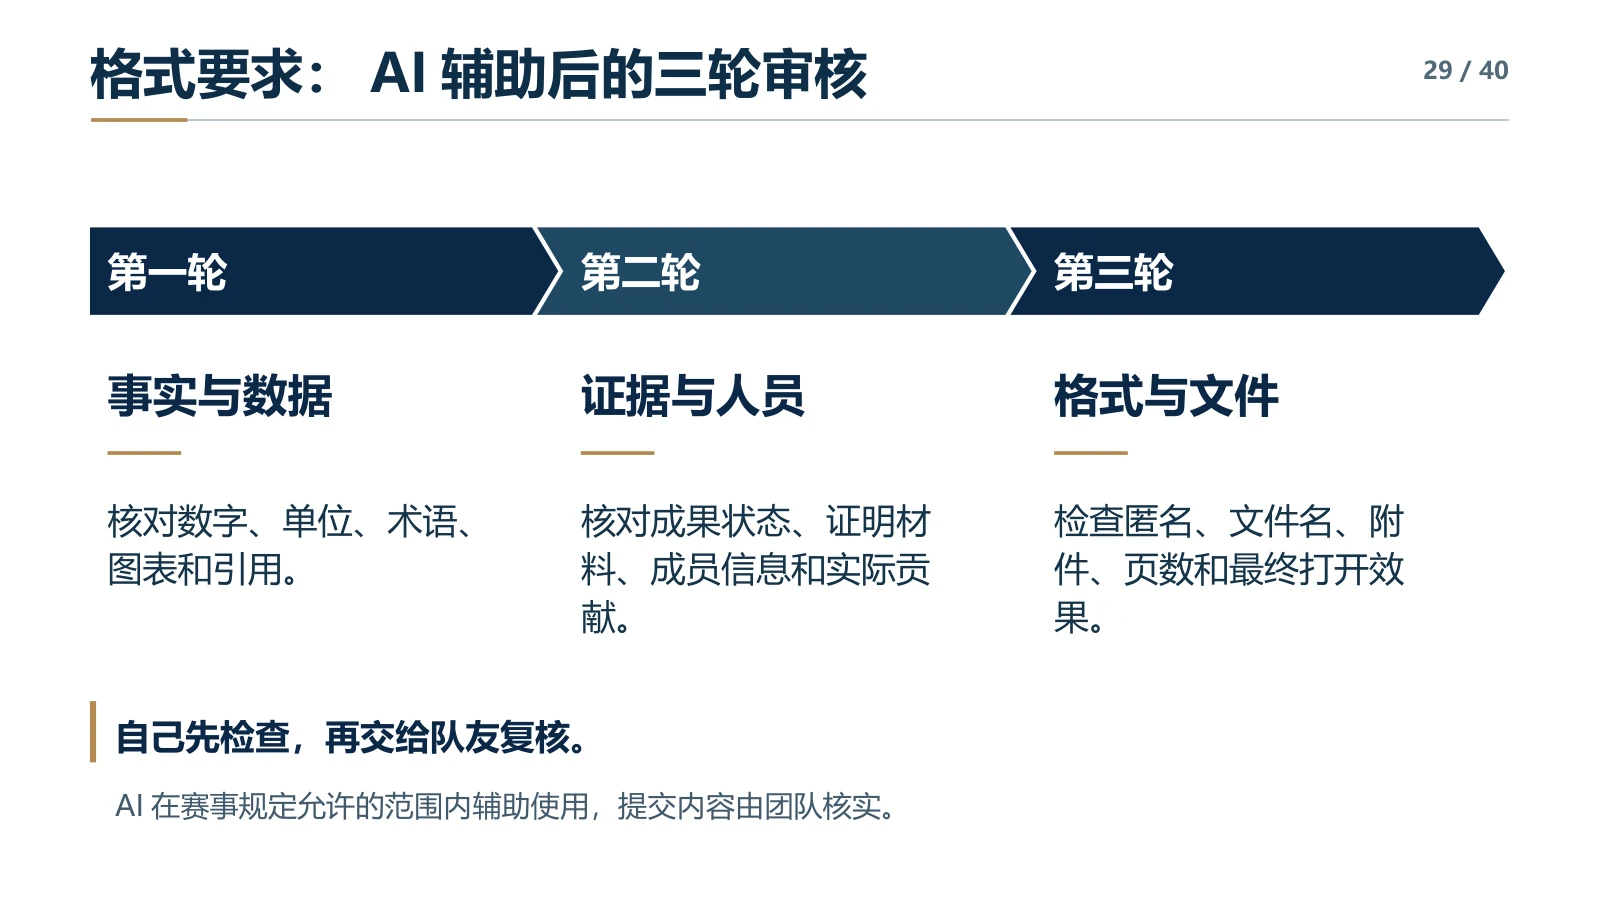 格式要求： AI 辅助后的三轮审核
29 / 40
第一轮
第二轮
第三轮
事实与数据
核对数字、单位、术语、
图表和引用。
证据与人员
核对成果状态、证明材
料、成员信息和实际贡
献。
格式与文件
检查匿名、文件名、附
件、页数和最终打开效
果。
自己先检查，再交给队友复核。
AI 在赛事规定允许的范围内辅助使用，提交内容由团队核实。